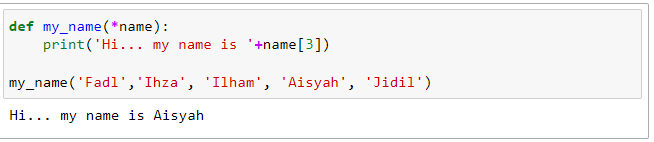 def my_name(*name):
    print('Hi... my name is '+name[3])
my_name('Fadl','Ihza', 'Ilham', 'Aisyah', 'Jidil')
Hi... my name is Aisyah